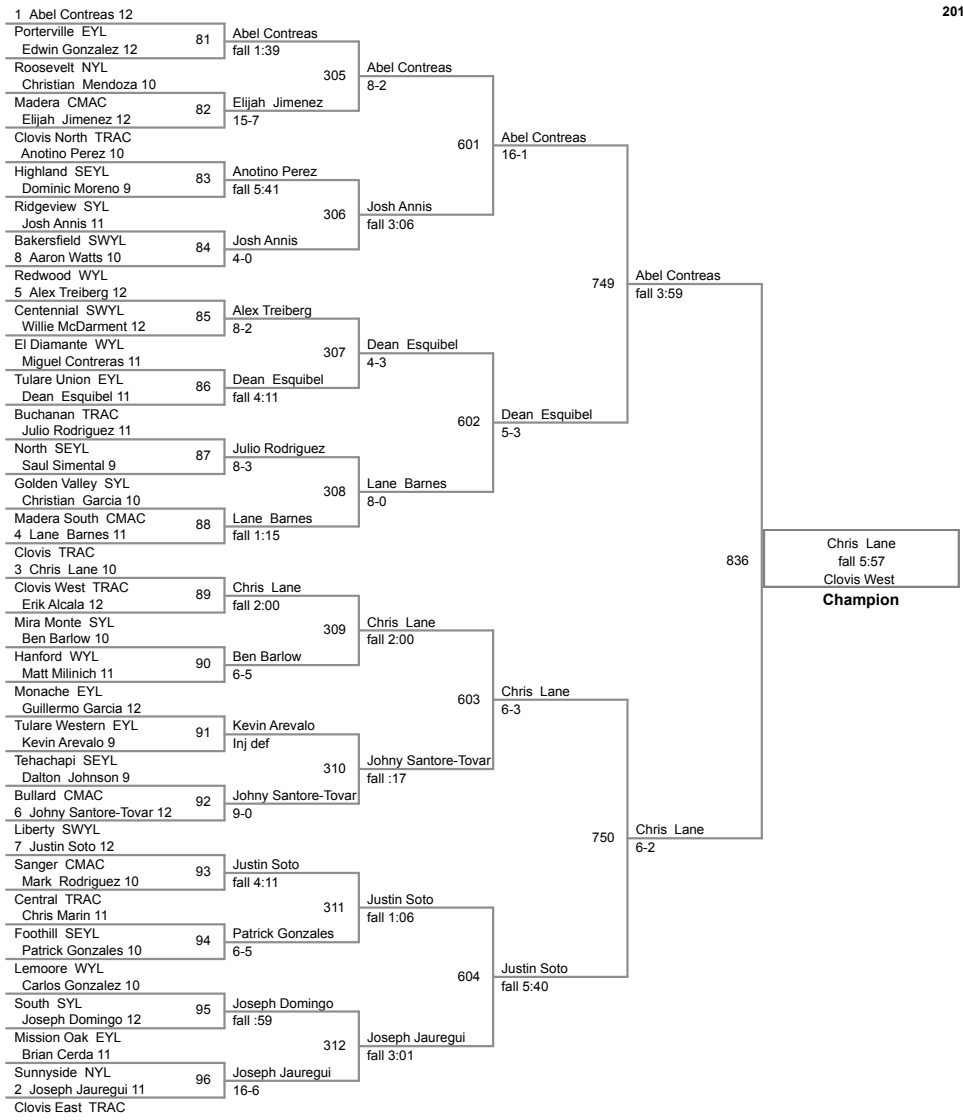 201
1 Abel Contreas 12
Porterville EYL
Edwin Gonzalez 12
Roosevelt NYL
Christian Mendoza 10
Madera CMAC
Elijah Jimenez 12
Clovis North TRAC
Anotino Perez 10
Highland SEYL
Dominic Moreno 9
Ridgeview SYL
Josh Annis 11
Bakersfield SWYL
8 Aaron Watts 10
Redwood WYL
5 Alex Treiberg 12
Centennial SWYL
Willie McDarment 12
El Diamante WYL
Miguel Contreras 11
Tulare Union EYL
Dean Esquibel 11
Buchanan TRAC
Julio Rodriguez 11
North SEYL
Saul Simental 9
Golden Valley SYL
Christian Garcia 10
Madera South CMAC
4 Lane Barnes 11
Clovis TRAC
3 Chris Lane 10
Clovis West TRAC
Erik Alcala 12
Mira Monte SYL
Ben Barlow 10
Hanford WYL
Matt Milinich 11
Monache EYL
Guillermo Garcia 12
Tulare Western EYL
Kevin Arevalo 9
Tehachapi SEYL
Dalton Johnson 9
Bullard CMAC
6 Johny Santore-Tovar 12
Liberty SWYL
7 Justin Soto 12
Sanger CMAC
Mark Rodriguez 10
Central TRAC
Chris Marin 11
Foothill SEYL
Patrick Gonzales 10
Lemoore WYL
Carlos Gonzalez 10
South SYL
Joseph Domingo 12
Mission Oak EYL
Brian Cerda 11
Sunnyside NYL
2 Joseph Jauregui 11
Clovis East TRAC
81
82
83
84
85
86
87
88
89
90
91
92
93
94
95
96
Abel Contreas
fall 1:39
Elijah Jimenez
15-7
Anotino Perez
fall 5:41
Josh Annis
4-0
Alex Treiberg
8-2
Dean Esquibel
fall 4:11
Julio Rodriguez
8-3
Lane Barnes
fall 1:15
Chris Lane
fall 2:00
Ben Barlow
6-5
Kevin Arevalo
Inj def
Johny Santore-Tovar
9-0
Justin Soto
fall 4:11
Patrick Gonzales
6-5
Joseph Domingo
fall :59
Joseph Jauregui
16-6
305
306
307
308
309
310
311
312
Abel Contreas
8-2
Josh Annis
fall 3:06
Dean Esquibel
4-3
Lane Barnes
8-0
Chris Lane
fall 2:00
Johny Santore-Tovar
fall :17
Justin Soto
fall 1:06
Joseph Jauregui
fall 3:01
601
602
603
604
Abel Contreas
16-1
Dean Esquibel
5-3
Chris Lane
6-3
Justin Soto
fall 5:40
749
750
Abel Contreas
fall 3:59
Chris Lane
6-2
836
Chris Lane
fall 5:57
Clovis West
Champion